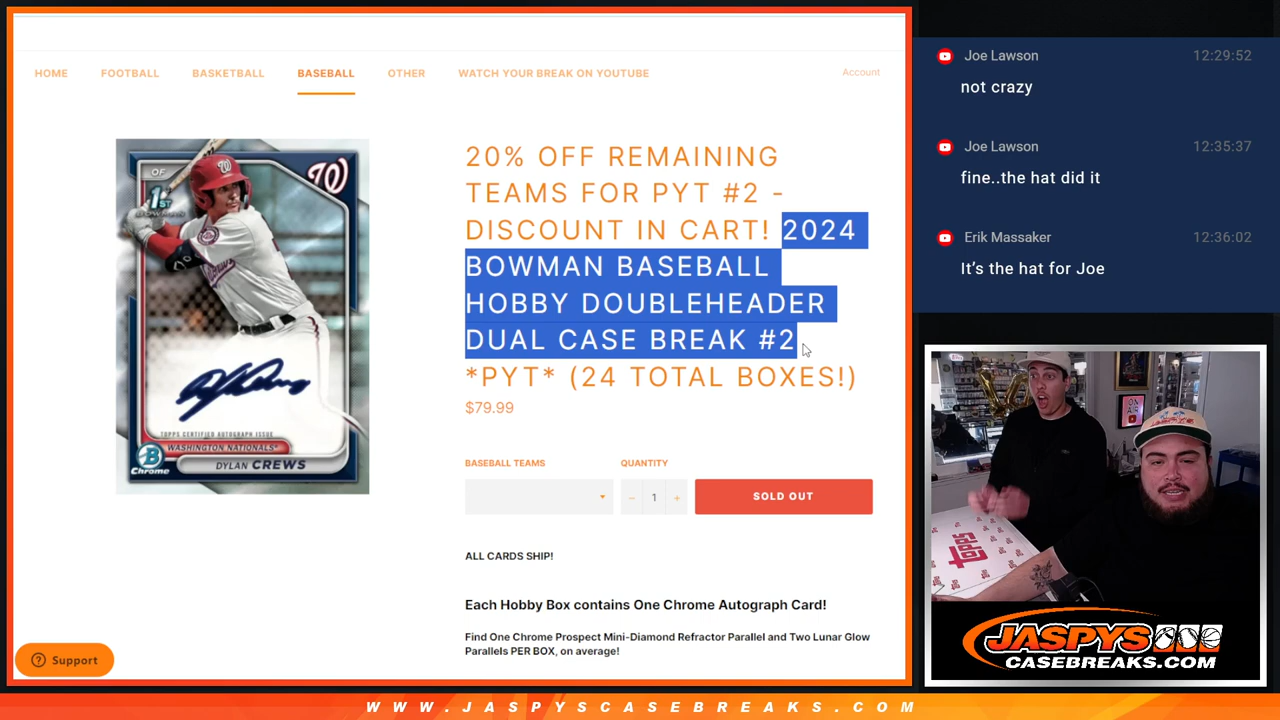 HOME FOOTBALL BASKETBALL BASEBALL OTHER WATCH YOUR BREAK ON YOUTUBE Account
OF
1ST
BOWMAN
W
TOPPS CERTIFIED AUTOGRAPH ISSUE
WASHINGTON NATIONALS
B
Chrome
DYLAN CREWS
20% OFF REMAINING
TEAMS FOR PYT #2 -
DISCOUNT IN CART! 2024
BOWMAN BASEBALL
HOBBY DOUBLEHEADER
DUAL CASE BREAK #2
*PYT* (24 TOTAL BOXES!)
$79.99
BASEBALL TEAMS QUANTITY
− 1 + SOLD OUT
ALL CARDS SHIP!
Each Hobby Box contains One Chrome Autograph Card!
Find One Chrome Prospect Mini-Diamond Refractor Parallel and Two Lunar Glow
Parallels PER BOX, on average!
Support
Joe Lawson 12:29:52
not crazy
Joe Lawson 12:35:37
fine..the hat did it
Erik Massaker 12:36:02
It's the hat for Joe
ON
AIR
topps
JASPYS
CASEBREAKS.COM
WWW.JASPYSCASEBREAKS.COM